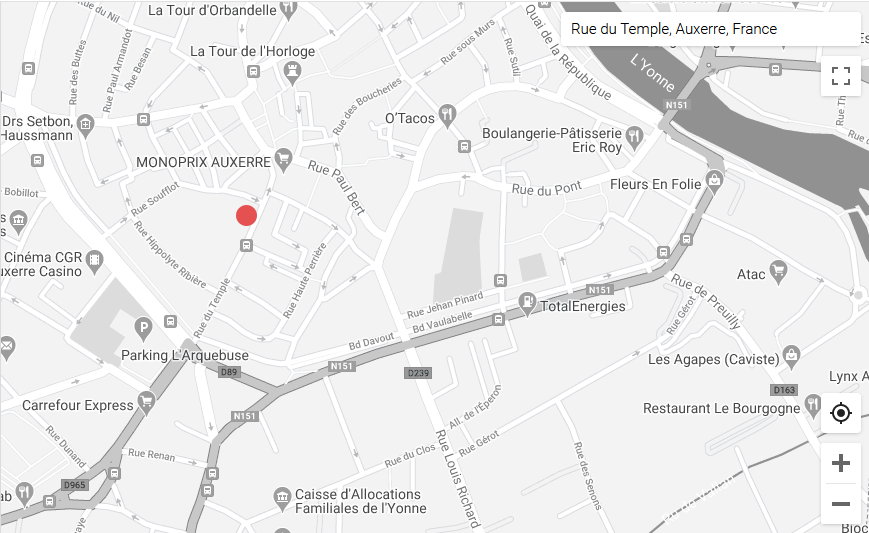 La Tour d'Orbandelle
Rue du Nil
Rue Paul Armandot
Rue des Buttes
Rue Besan
La Tour de l'Horloge
Rue sous Murs
Rue Sutil
Quai de la République
L'Yonne
Rue du Temple, Auxerre, France
N151
Rue des Boucheries
O'Tacos
Drs Setbon,
Haussmann
MONOPRIX AUXERRE
Boulangerie-Pâtisserie
Eric Roy
Rue Paul Bert
Rue du Pont
Fleurs En Folie
Bobillot
Rue Soufflot
Rue Hippolyte Ribière
Rue Haute Perrière
Rue du Temple
Cinéma CGR
uxerre Casino
Atac
Rue de Preuilly
Rue Gérot
N151
Rue Jehan Pinard
TotalEnergies
Bd Vaulabelle
Bd Davout
Parking L'Arquebuse
N151
D89
D239
Les Agapes (Caviste)
Lynx A
D163
Carrefour Express
N151
Restaurant Le Bourgogne
All. de l'Éperon
Rue Louis Richard
Rue Gérot
Rue du Clos
Rue des Senons
Rue Dunand
Rue Renan
D965
ab
Caisse d'Allocations
Familiales de l'Yonne
Bloc